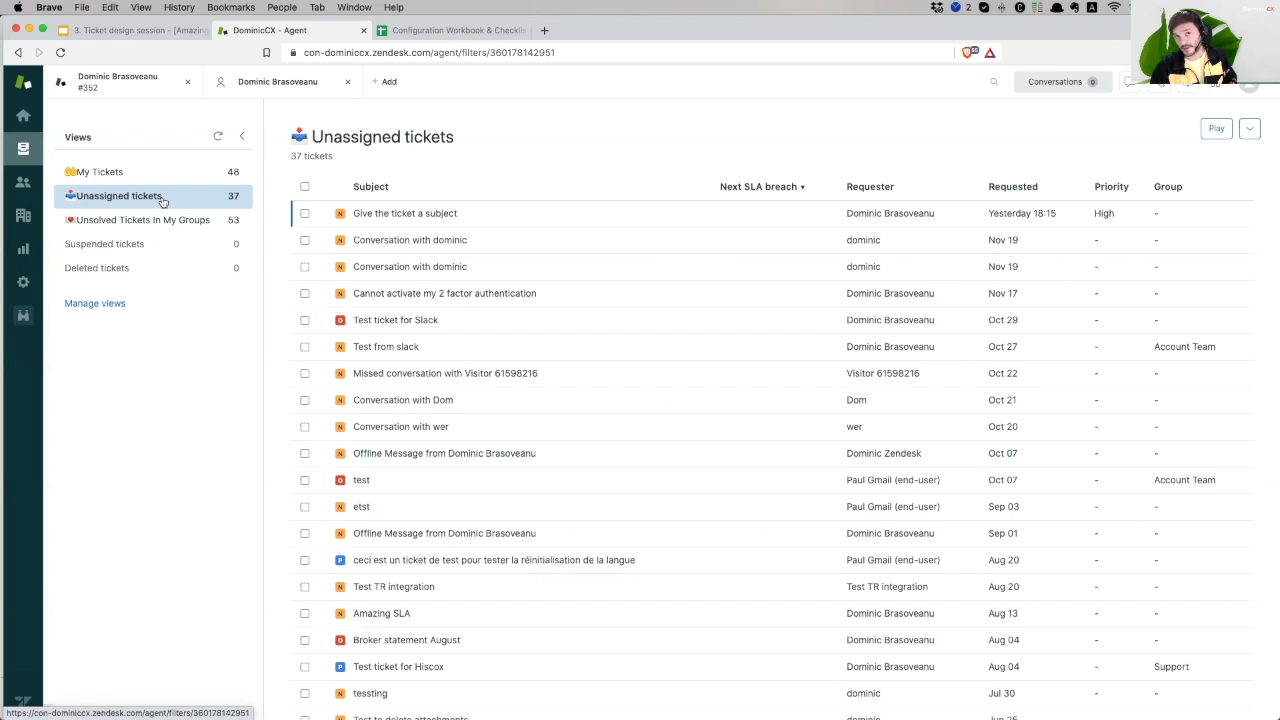 Brave File Edit View History Bookmarks People Tab Window Help
2
A
DominicCX
3. Ticket design session - [Amazing
DominicCX - Agent
Configuration Workbook & Checklist
con-dominiccx.zendesk.com/agent/filters/360178142951
Dominic Brasoveanu
#352
Dominic Brasoveanu
+ Add
Conversations 0
Views
My Tickets 48
Unassigned tickets 37
Unsolved Tickets In My Groups 53
Suspended tickets 0
Deleted tickets 0
Manage views
Unassigned tickets
37 tickets
Play
Subject Next SLA breach Requester Requested Priority Group
N Give the ticket a subject Dominic Brasoveanu Yesterday 18:15 High -
N Conversation with dominic dominic Nov 19 - -
N Conversation with dominic dominic Nov 19 - -
N Cannot activate my 2 factor authentication Dominic Brasoveanu Nov 17 - -
O Test ticket for Slack Dominic Brasoveanu Oct 29 - -
N Test from slack Dominic Brasoveanu Oct 27 - Account Team
N Missed conversation with Visitor 61598216 Visitor 61598216 Oct 22 - -
N Conversation with Dom Dom Oct 21 - -
N Conversation with wer wer Oct 20 - -
N Offline Message from Dominic Brasoveanu Dominic Zendesk Oct 07 - -
O test Paul Gmail (end-user) Oct 07 - Account Team
N etst Paul Gmail (end-user) Sep 03 - -
N Offline Message from Dominic Brasoveanu Dominic Brasoveanu Sep 01 - -
P ceci est un ticket de test pour tester la réinitialisation de la langue Paul Gmail (end-user) Aug 20 - -
N Test TR integration Test TR integration Aug 20 - -
N Amazing SLA Dominic Brasoveanu Aug 13 - -
O Broker statement August Dominic Brasoveanu Aug 04 - -
P Test ticket for Hiscox Dominic Brasoveanu Aug 04 - Support
N tessting dominic Jul 30 - -
Test to delete attachments dominic Jun 25
https://con-dominiccx.zendesk.com/agent/filters/360178142951